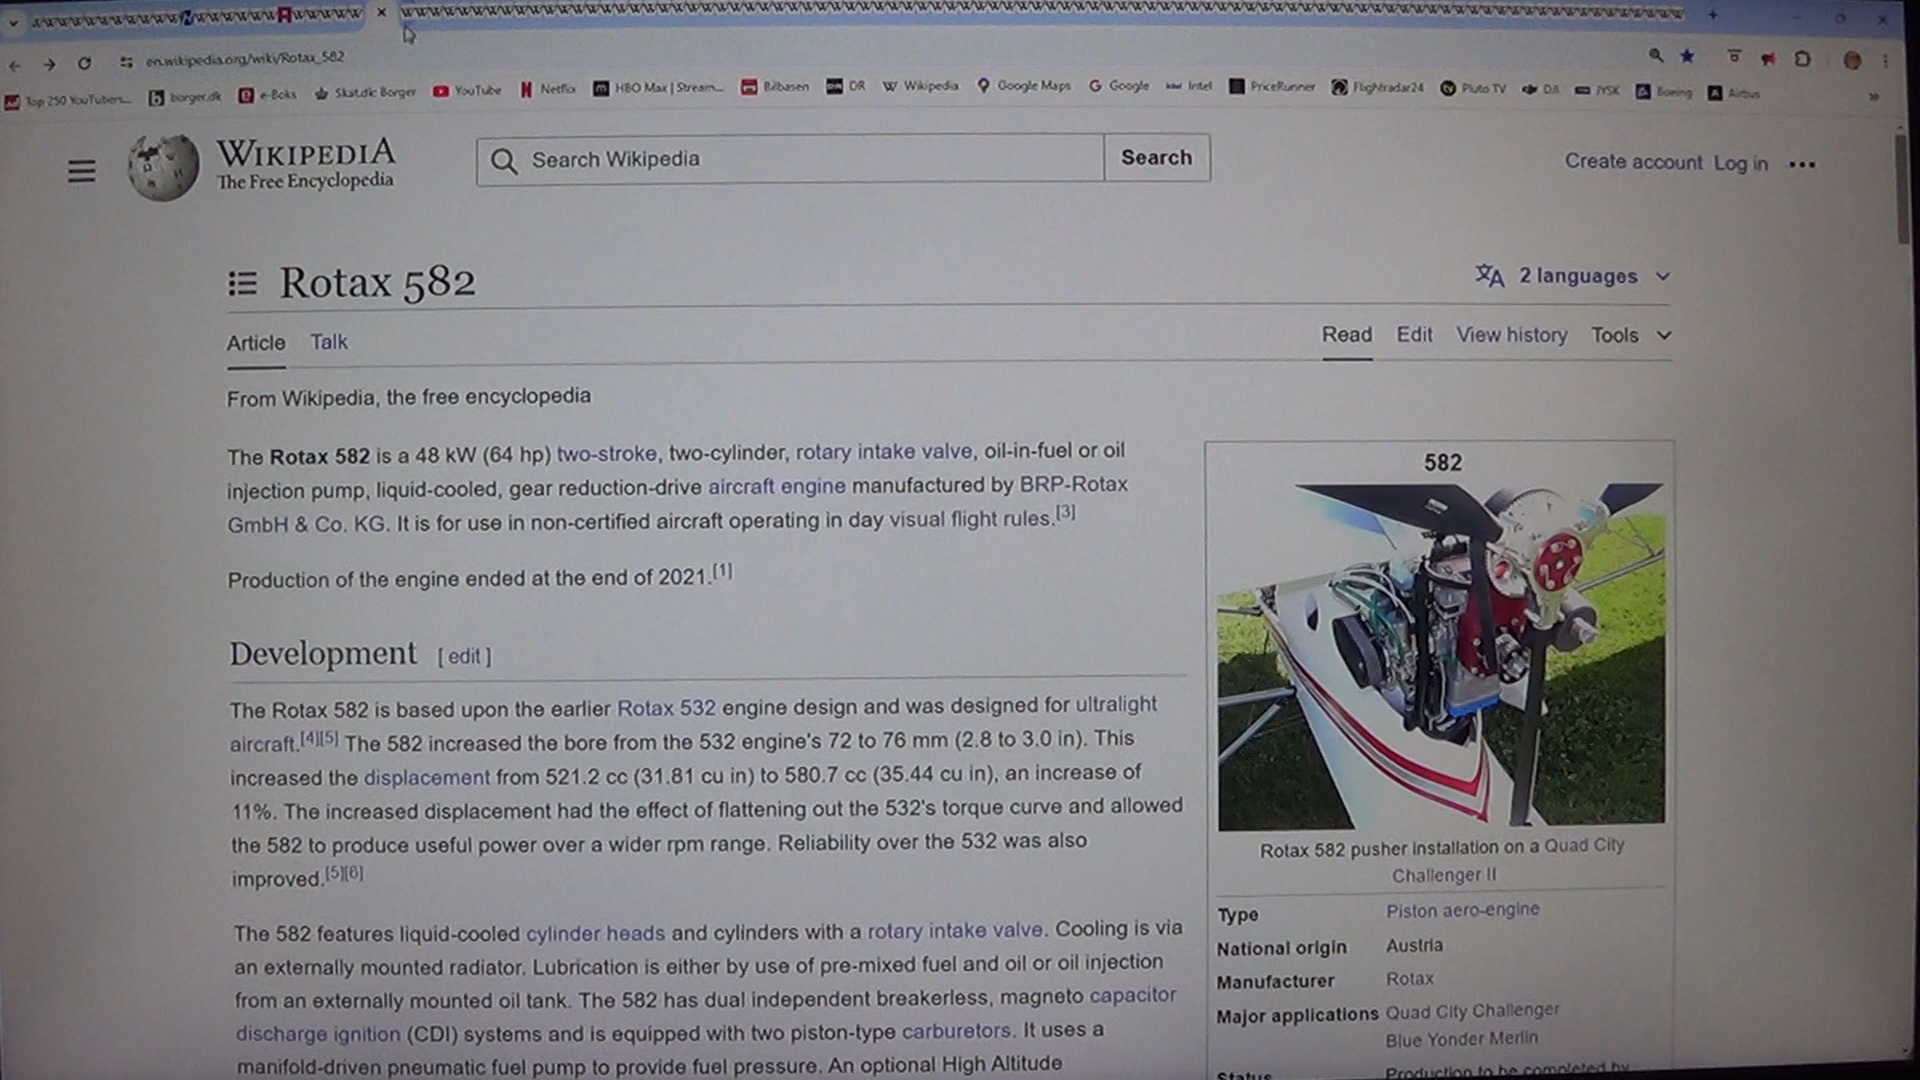 en.wikipedia.org/wiki/Rotax_582
Top 250 YouTubers... borger.dk e-Boks Skat.dk: Borger YouTube Netflix HBO Max | Stream... Bilbasen DR Wikipedia Google Maps Google Intel PriceRunner Flightradar24 Pluto TV DJI JYSK Boeing Airbus
WIKIPEDIA
The Free Encyclopedia
Search Wikipedia
Search
Create account Log in
Rotax 582
2 languages
Article Talk
Read Edit View history Tools
From Wikipedia, the free encyclopedia
The Rotax 582 is a 48 kW (64 hp) two-stroke, two-cylinder, rotary intake valve, oil-in-fuel or oil
injection pump, liquid-cooled, gear reduction-drive aircraft engine manufactured by BRP-Rotax
GmbH & Co. KG. It is for use in non-certified aircraft operating in day visual flight rules.[3]
Production of the engine ended at the end of 2021.[1]
Development [ edit ]
The Rotax 582 is based upon the earlier Rotax 532 engine design and was designed for ultralight
aircraft.[4][5] The 582 increased the bore from the 532 engine's 72 to 76 mm (2.8 to 3.0 in). This
increased the displacement from 521.2 cc (31.81 cu in) to 580.7 cc (35.44 cu in), an increase of
11%. The increased displacement had the effect of flattening out the 532's torque curve and allowed
the 582 to produce useful power over a wider rpm range. Reliability over the 532 was also
improved.[5][6]
The 582 features liquid-cooled cylinder heads and cylinders with a rotary intake valve. Cooling is via
an externally mounted radiator. Lubrication is either by use of pre-mixed fuel and oil or oil injection
from an externally mounted oil tank. The 582 has dual independent breakerless, magneto capacitor
discharge ignition (CDI) systems and is equipped with two piston-type carburetors. It uses a
manifold-driven pneumatic fuel pump to provide fuel pressure. An optional High Altitude
582
Rotax 582 pusher installation on a Quad City
Challenger II
Type Piston aero-engine
National origin Austria
Manufacturer Rotax
Major applications Quad City Challenger
Blue Yonder Merlin
Status Production to be completed by